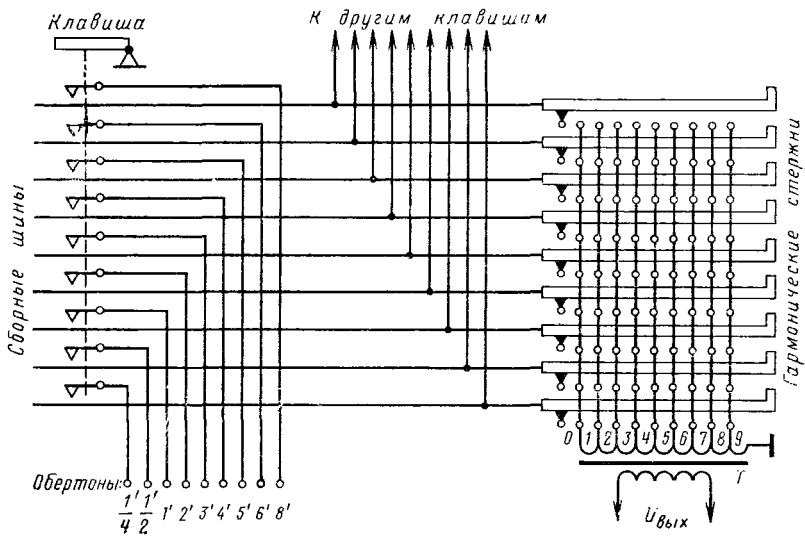 К другим клавишам
Клавиша
Сборные шины
Гармонические стержни
0 1 2 3 4 5 6 7 8 9
Т
Обертоны: 1/4' 1/2' 1' 2' 3' 4' 5' 6' 8'
Uвых